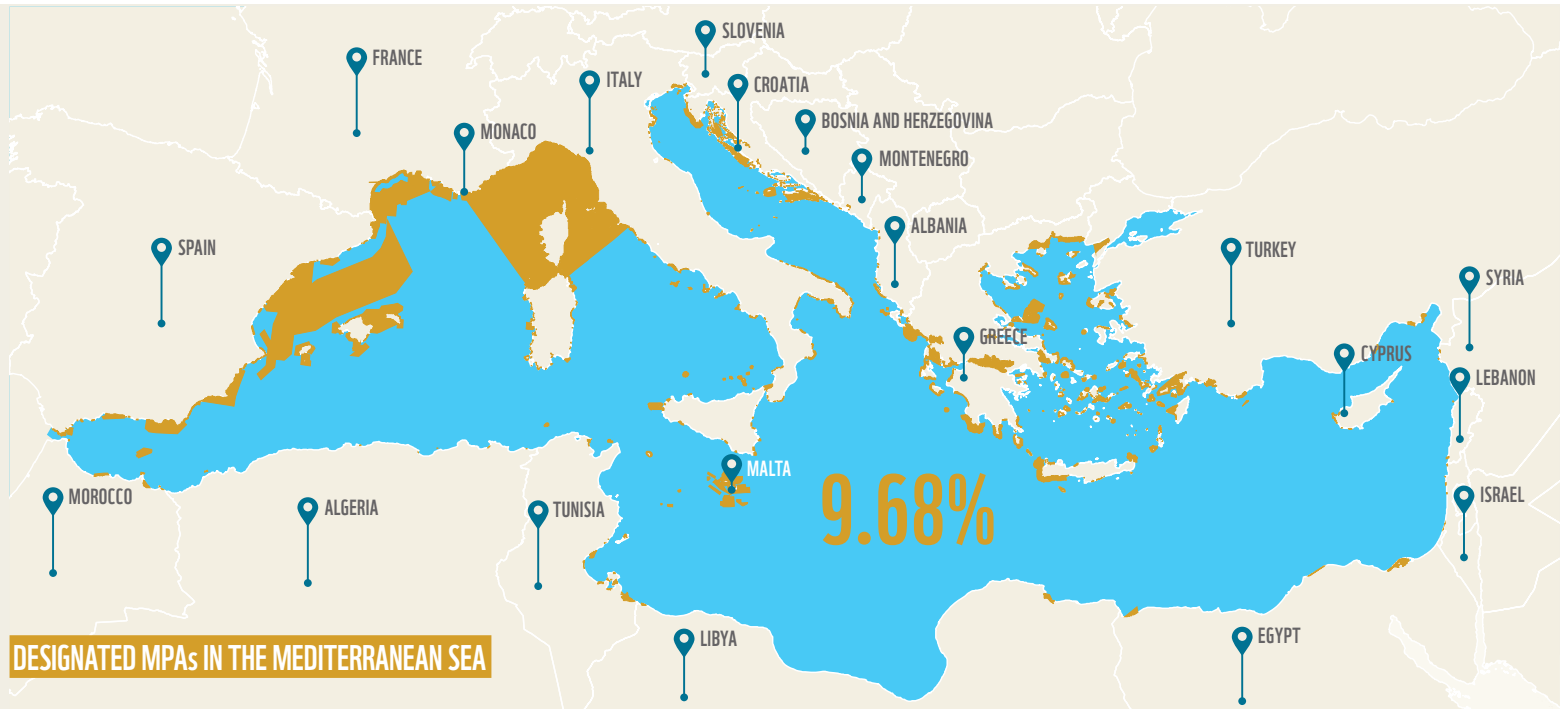 SLOVENIA
FRANCE
ITALY
CROATIA
BOSNIA AND HERZEGOVINA
MONACO
MONTENEGRO
ALBANIA
SPAIN
TURKEY
SYRIA
GREECE
CYPRUS
LEBANON
MALTA
9.68%
MOROCCO
ALGERIA
TUNISIA
ISRAEL
LIBYA
EGYPT
DESIGNATED MPAs IN THE MEDITERRANEAN SEA